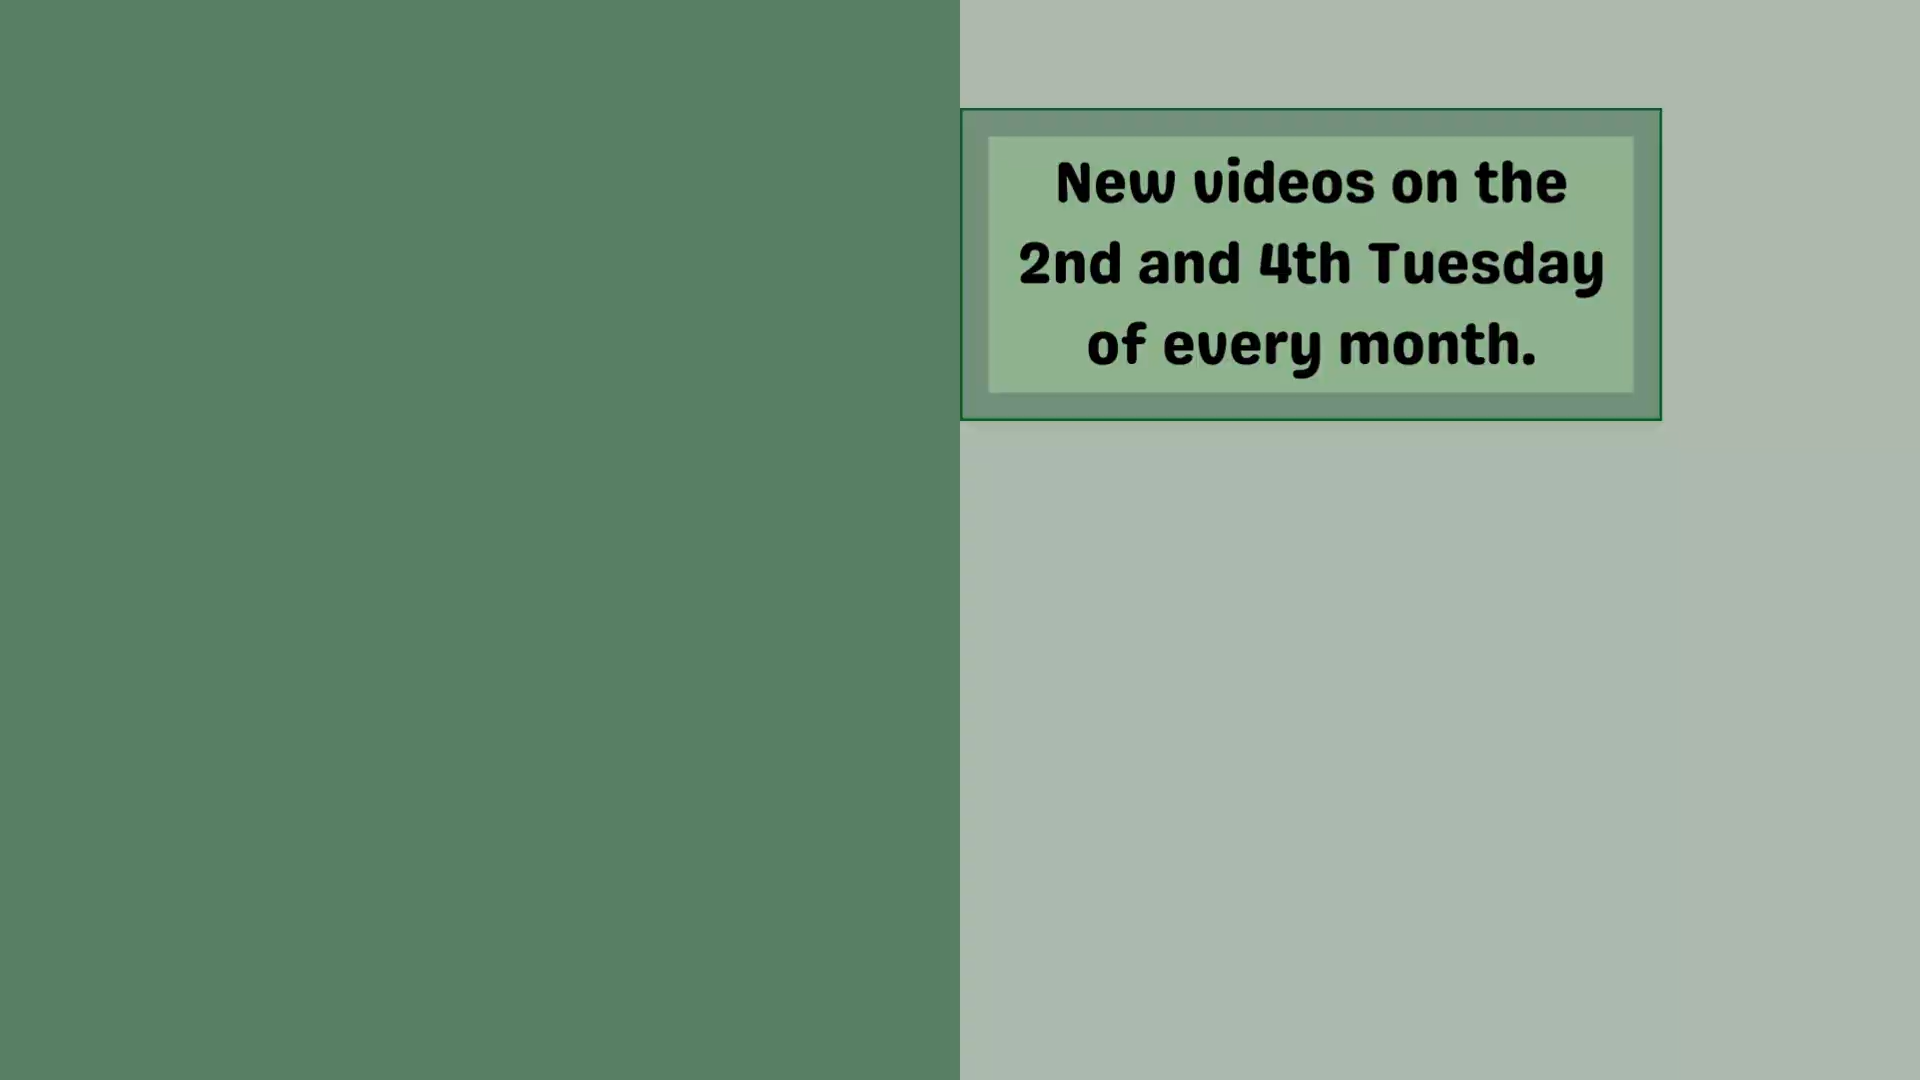 New videos on the
2nd and 4th Tuesday
of every month.